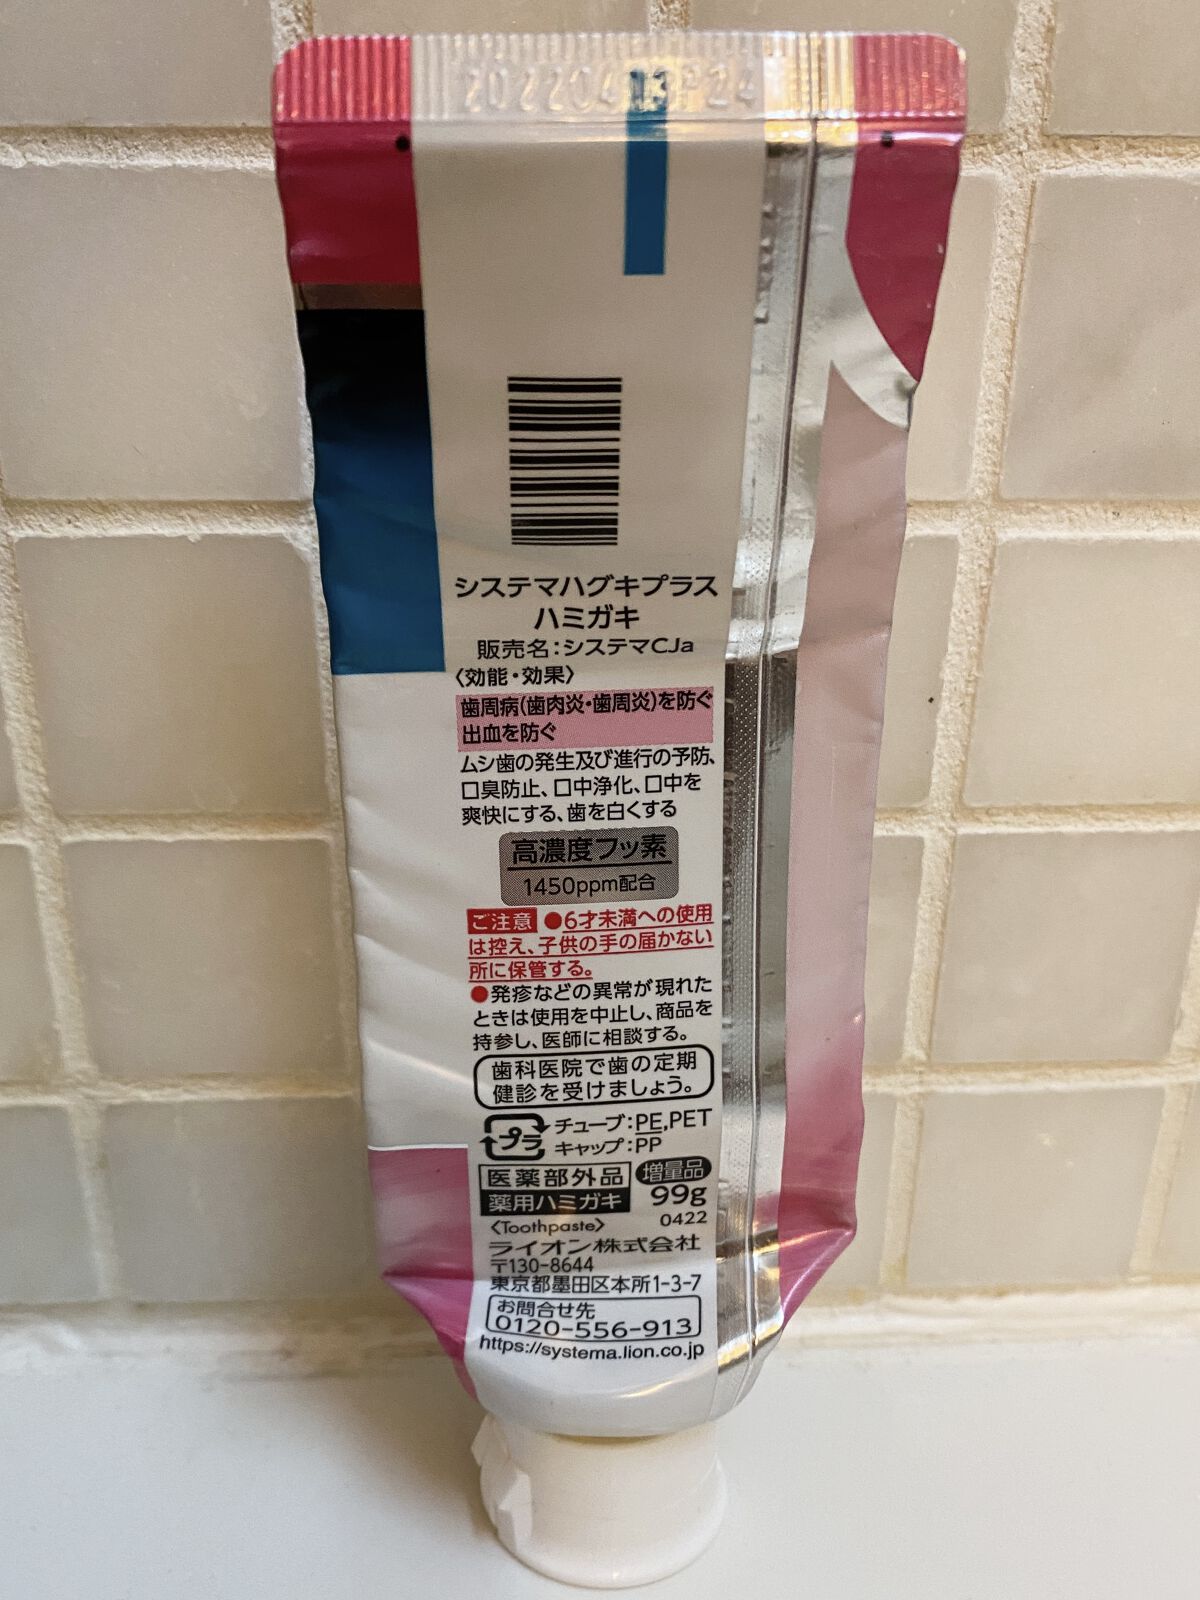 20220413P24
システマハグキプラス
ハミガキ
販売名:システマCJa
〈効能・効果〉
歯周病(歯肉炎・歯周炎)を防ぐ
出血を防ぐ
ムシ歯の発生及び進行の予防、
口臭防止、口中浄化、口中を
爽快にする、歯を白くする
高濃度フッ素
1450ppm配合
ご注意 ●6才未満への使用
は控え、子供の手の届かない
所に保管する。
●発疹などの異常が現れた
ときは使用を中止し、商品を
持参し、医師に相談する。
歯科医院で歯の定期
健診を受けましょう。
プラ チューブ:PE,PET
キャップ:PP
医薬部外品 増量品
薬用ハミガキ 99g
〈Toothpaste〉 0422
ライオン株式会社
〒130-8644
東京都墨田区本所1-3-7
お問合せ先
0120-556-913
https://systema.lion.co.jp